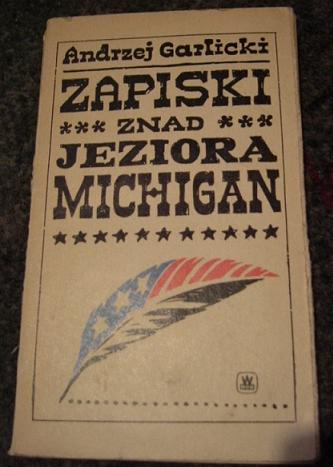 Andrzej Garlicki
ZAPISKI
*** ZNAD ***
JEZIORA
MICHIGAN